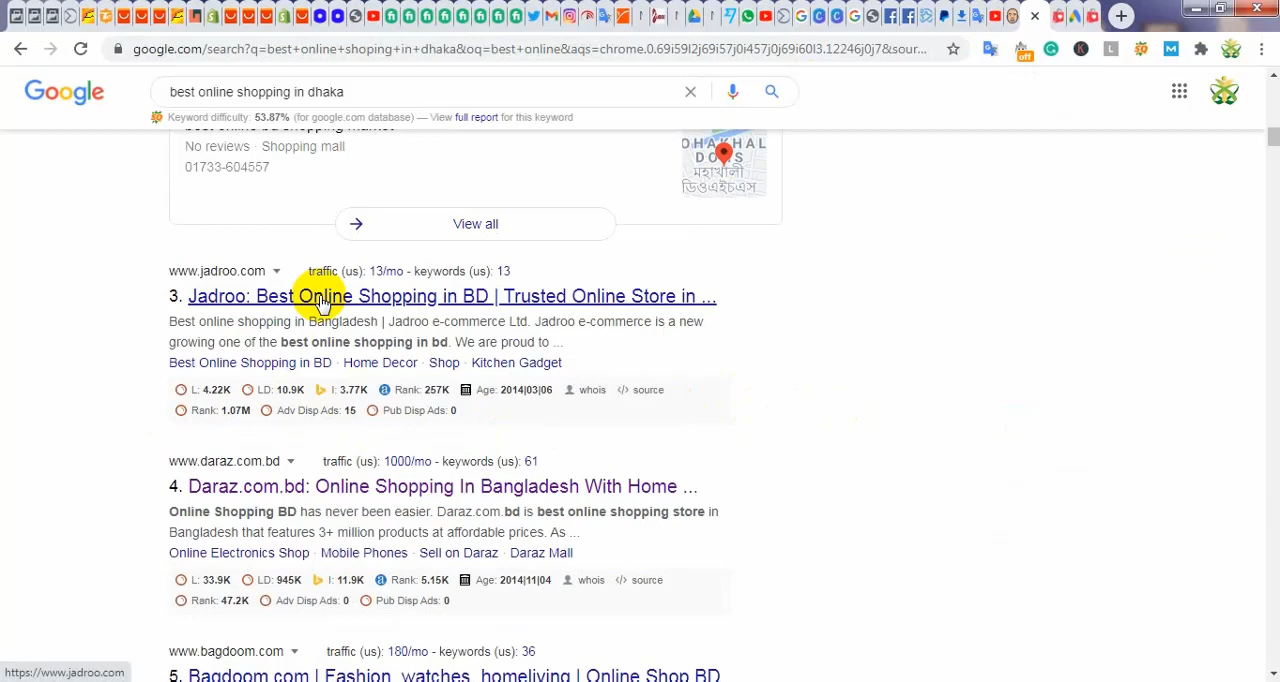 google.com/search?q=best+online+shoping+in+dhaka&oq=best+online&aqs=chrome.0.69i59l2j69i57j0i457j0j69i60l3.12246j0j7&sour...
off
Google
best online shopping in dhaka
Keyword difficulty: 53.87% (for google.com database) — View full report for this keyword
best online bd shopping market
No reviews · Shopping mall
01733-604557
OHAKHAL
DOHS
মহাখালী
ডিওএইচএস
View all
www.jadroo.com traffic (us): 13/mo - keywords (us): 13
3. Jadroo: Best Online Shopping in BD | Trusted Online Store in ...
Best online shopping in Bangladesh | Jadroo e-commerce Ltd. Jadroo e-commerce is a new
growing one of the best online shopping in bd. We are proud to ...
Best Online Shopping in BD · Home Decor · Shop · Kitchen Gadget
L: 4.22K LD: 10.9K I: 3.77K Rank: 257K Age: 2014|03|06 whois </> source
Rank: 1.07M Adv Disp Ads: 15 Pub Disp Ads: 0
www.daraz.com.bd traffic (us): 1000/mo - keywords (us): 61
4. Daraz.com.bd: Online Shopping In Bangladesh With Home ...
Online Shopping BD has never been easier. Daraz.com.bd is best online shopping store in
Bangladesh that features 3+ million products at affordable prices. As ...
Online Electronics Shop · Mobile Phones · Sell on Daraz · Daraz Mall
L: 33.9K LD: 945K I: 11.9K Rank: 5.15K Age: 2014|11|04 whois </> source
Rank: 47.2K Adv Disp Ads: 0 Pub Disp Ads: 0
www.bagdoom.com traffic (us): 180/mo - keywords (us): 36
5. Bagdoom.com | Fashion, watches, homeliving | Online Shop BD
https://www.jadroo.com